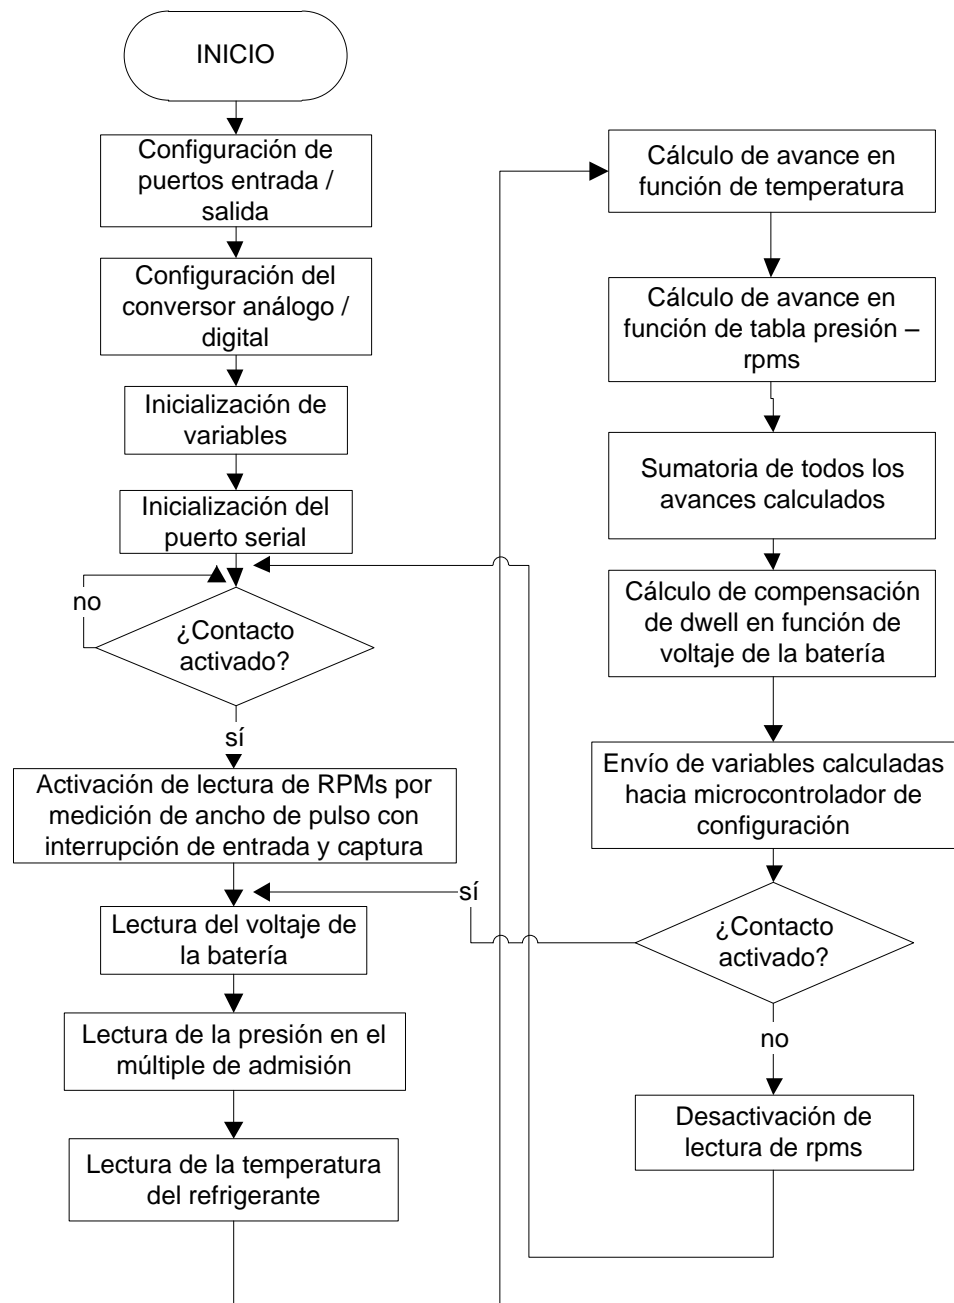 INICIO
Configuración de
puertos entrada /
salida
Configuración del
conversor análogo /
digital
Inicialización de
variables
Inicialización del
puerto serial
no
¿Contacto
activado?
sí
Activación de lectura de RPMs por
medición de ancho de pulso con
interrupción de entrada y captura
Lectura del voltaje de
la batería
Lectura de la presión en el
múltiple de admisión
Lectura de la temperatura
del refrigerante
Cálculo de avance en
función de temperatura
Cálculo de avance en
función de tabla presión –
rpms
Sumatoria de todos los
avances calculados
Cálculo de compensación
de dwell en función de
voltaje de la batería
Envío de variables calculadas
hacia microcontrolador de
configuración
sí
¿Contacto
activado?
no
Desactivación de
lectura de rpms